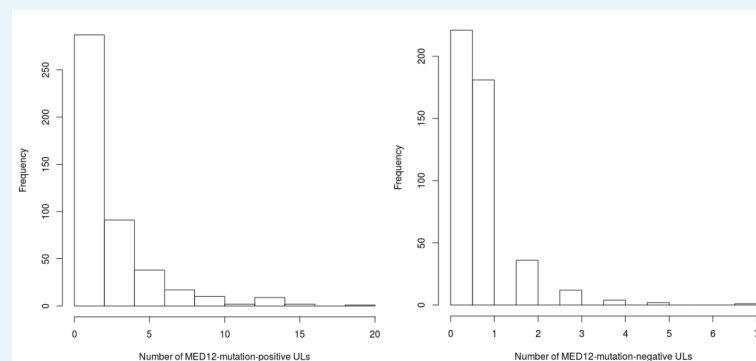 250
200
150
100
50
0
Frequency
0 5 10 15 20
Number of MED12-mutation-positive ULs
200
150
100
50
0
Frequency
0 1 2 3 4 5 6 7
Number of MED12-mutation-negative ULs